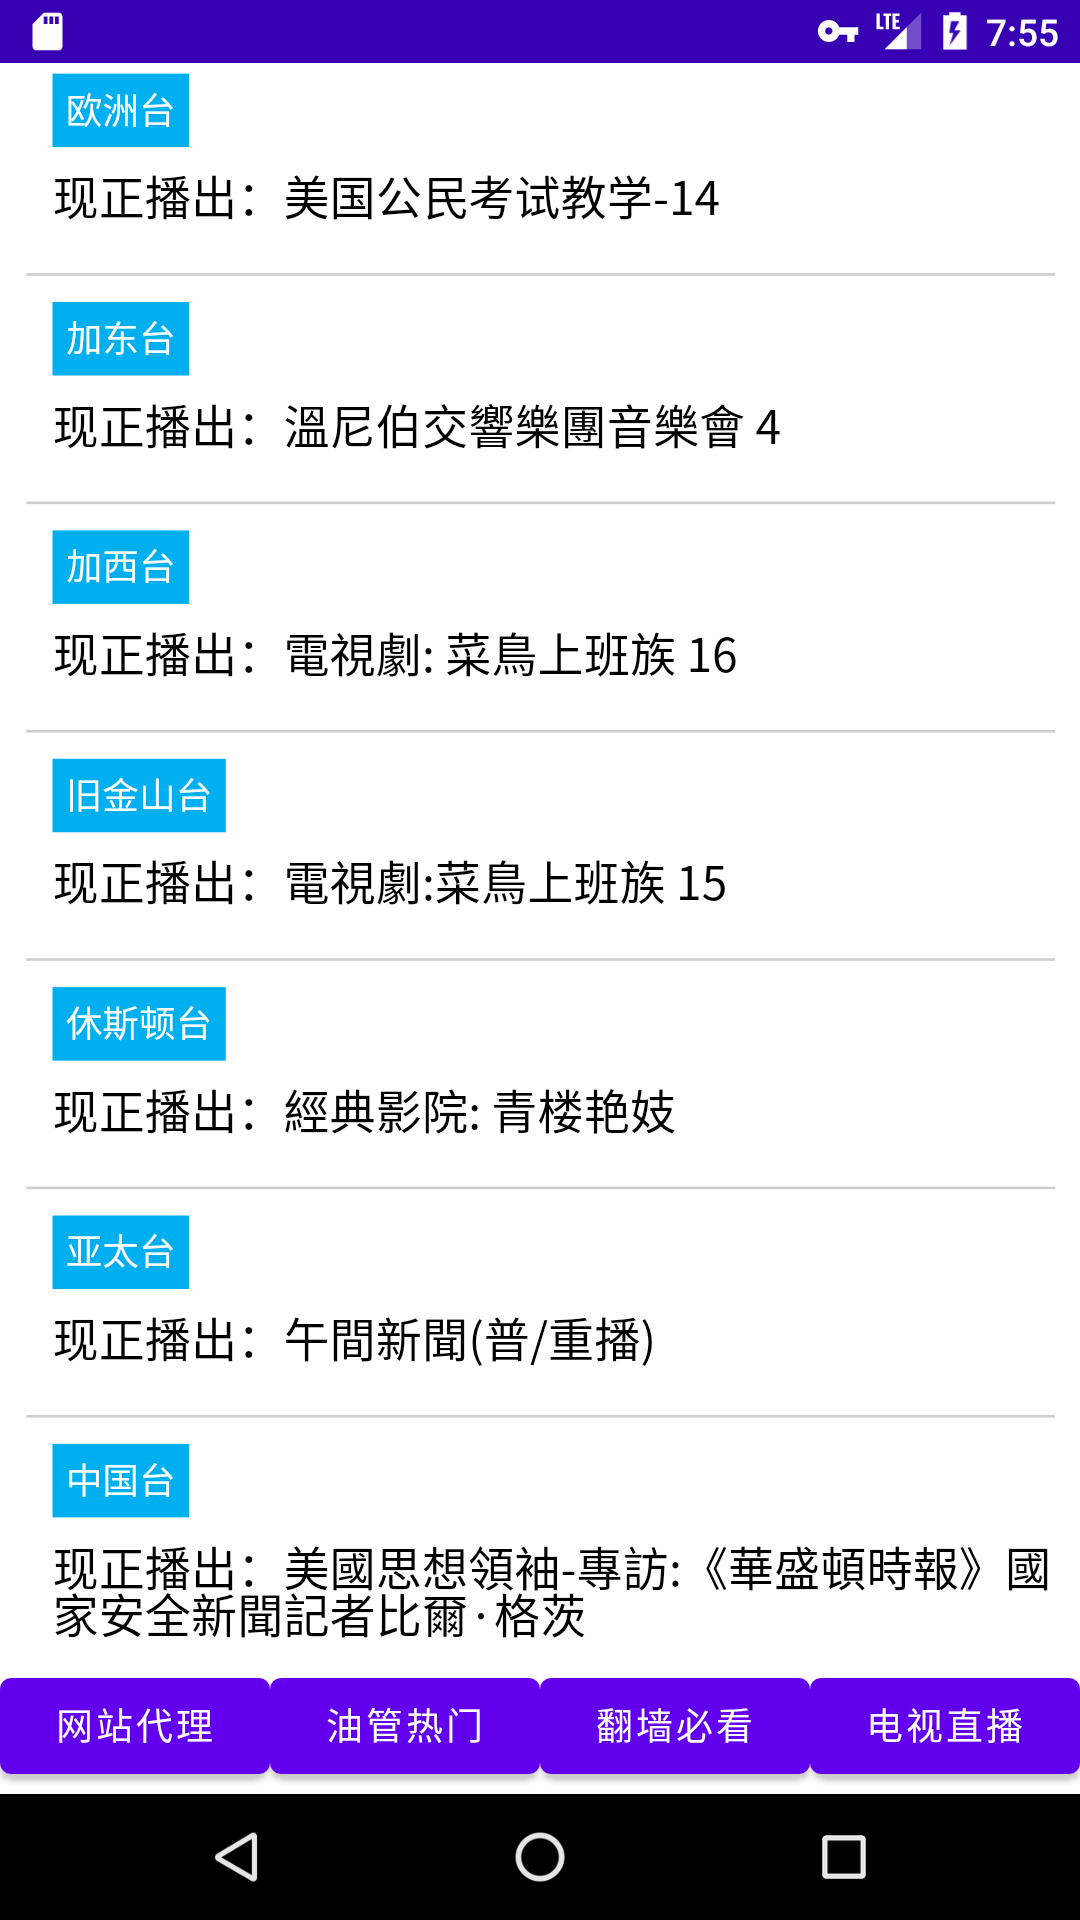 LTE 7:55
欧洲台
现正播出：美国公民考试教学-14
加东台
现正播出：溫尼伯交響樂團音樂會 4
加西台
现正播出：電視劇: 菜鳥上班族 16
旧金山台
现正播出：電視劇:菜鳥上班族 15
休斯顿台
现正播出：經典影院: 青楼艳妓
亚太台
现正播出：午間新聞(普/重播)
中国台
现正播出：美國思想領袖-專訪:《華盛頓時報》國
家安全新聞記者比爾·格茨
网站代理 油管热门 翻墙必看 电视直播